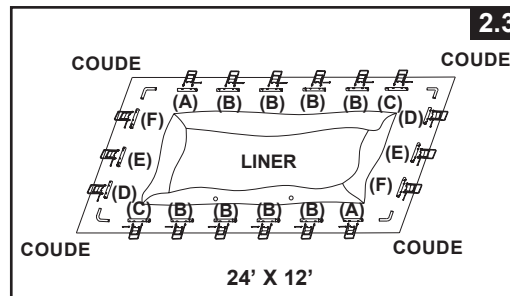 2.3
COUDE
COUDE
(A) (B) (B) (B) (B) (C)
(F) (D)
(E) LINER (E)
(D) (F)
(C) (B) (B) (B) (B) (A)
COUDE
COUDE
24’ X 12’